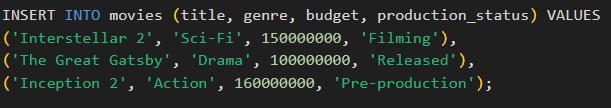 INSERT INTO movies (title, genre, budget, production_status) VALUES
('Interstellar 2', 'Sci-Fi', 150000000, 'Filming'),
('The Great Gatsby', 'Drama', 100000000, 'Released'),
('Inception 2', 'Action', 160000000, 'Pre-production');